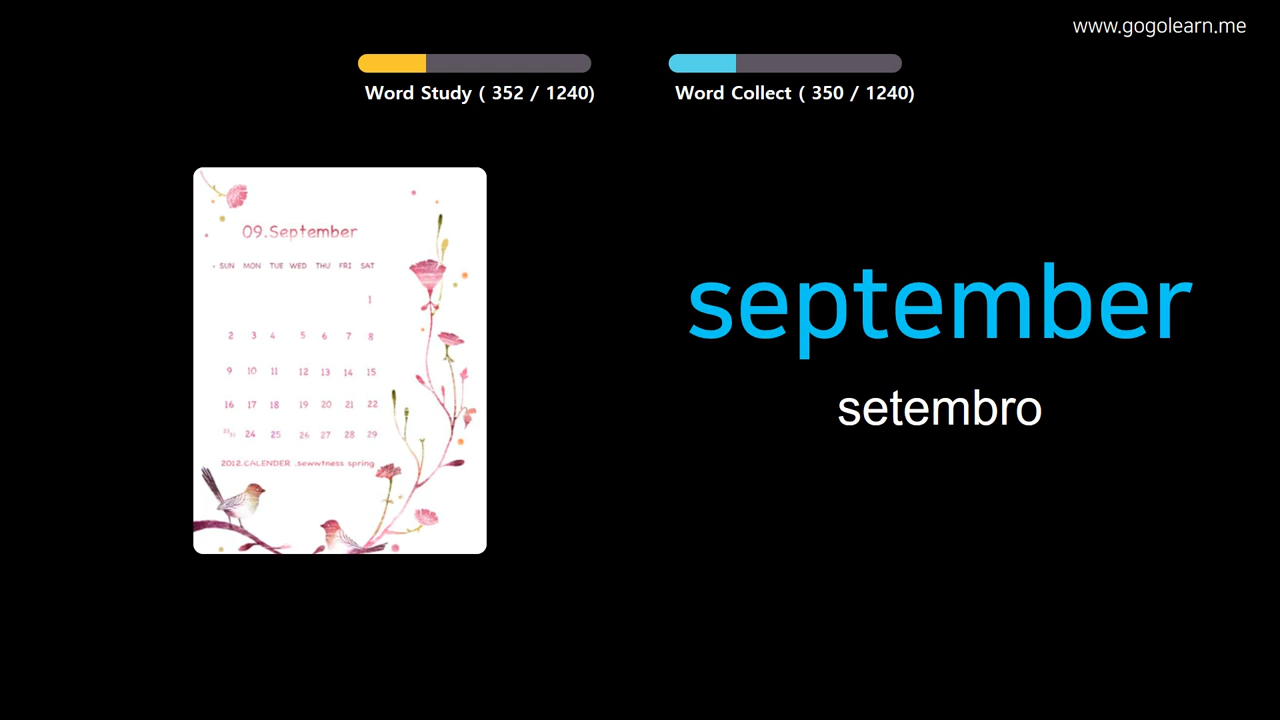 www.gogolearn.me
Word Study ( 352 / 1240)
Word Collect ( 350 / 1240)
09.September
SUN MON TUE WED THU FRI SAT
1
2 3 4 5 6 7 8
9 10 11 12 13 14 15
16 17 18 19 20 21 22
24 25 26 27 28 29
2012.CALENDER .sewwtness spring
september
setembro